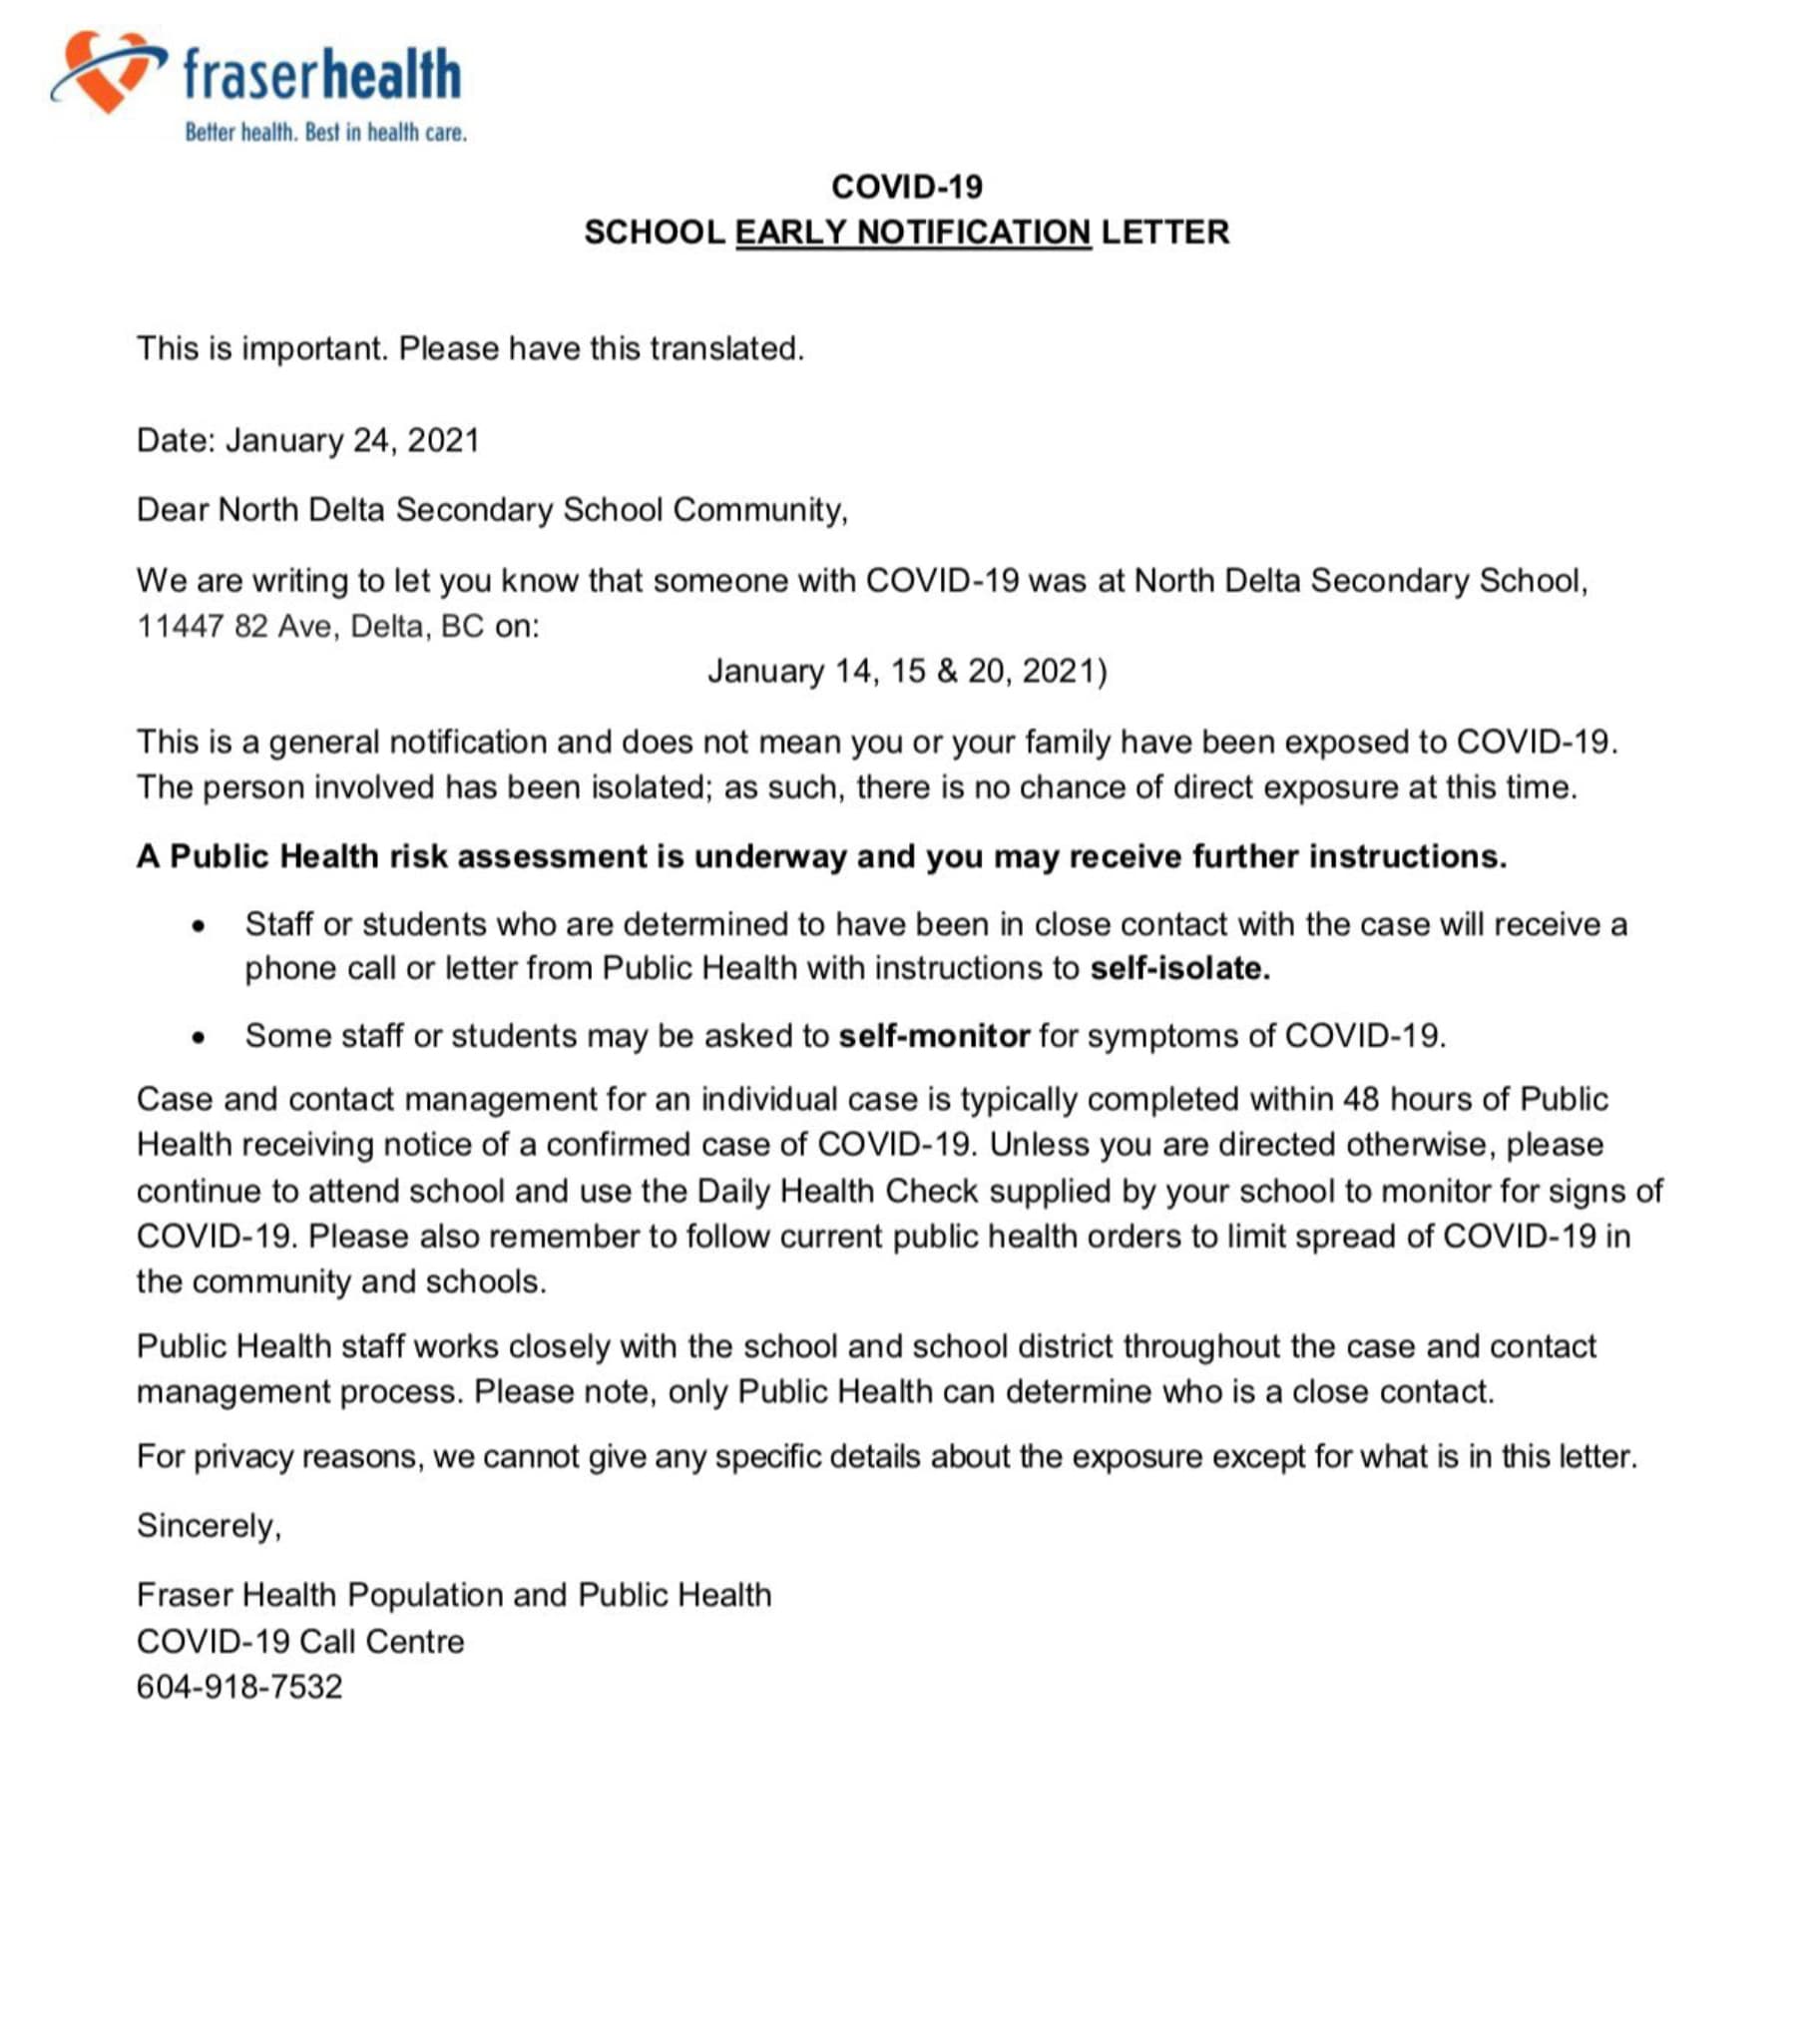 fraserhealth
Better health. Best in health care.
COVID-19
SCHOOL EARLY NOTIFICATION LETTER
This is important. Please have this translated.
Date: January 24, 2021
Dear North Delta Secondary School Community,
We are writing to let you know that someone with COVID-19 was at North Delta Secondary School,
11447 82 Ave, Delta, BC on:
January 14, 15 & 20, 2021)
This is a general notification and does not mean you or your family have been exposed to COVID-19.
The person involved has been isolated; as such, there is no chance of direct exposure at this time.
A Public Health risk assessment is underway and you may receive further instructions.
• Staff or students who are determined to have been in close contact with the case will receive a
phone call or letter from Public Health with instructions to self-isolate.
• Some staff or students may be asked to self-monitor for symptoms of COVID-19.
Case and contact management for an individual case is typically completed within 48 hours of Public
Health receiving notice of a confirmed case of COVID-19. Unless you are directed otherwise, please
continue to attend school and use the Daily Health Check supplied by your school to monitor for signs of
COVID-19. Please also remember to follow current public health orders to limit spread of COVID-19 in
the community and schools.
Public Health staff works closely with the school and school district throughout the case and contact
management process. Please note, only Public Health can determine who is a close contact.
For privacy reasons, we cannot give any specific details about the exposure except for what is in this letter.
Sincerely,
Fraser Health Population and Public Health
COVID-19 Call Centre
604-918-7532